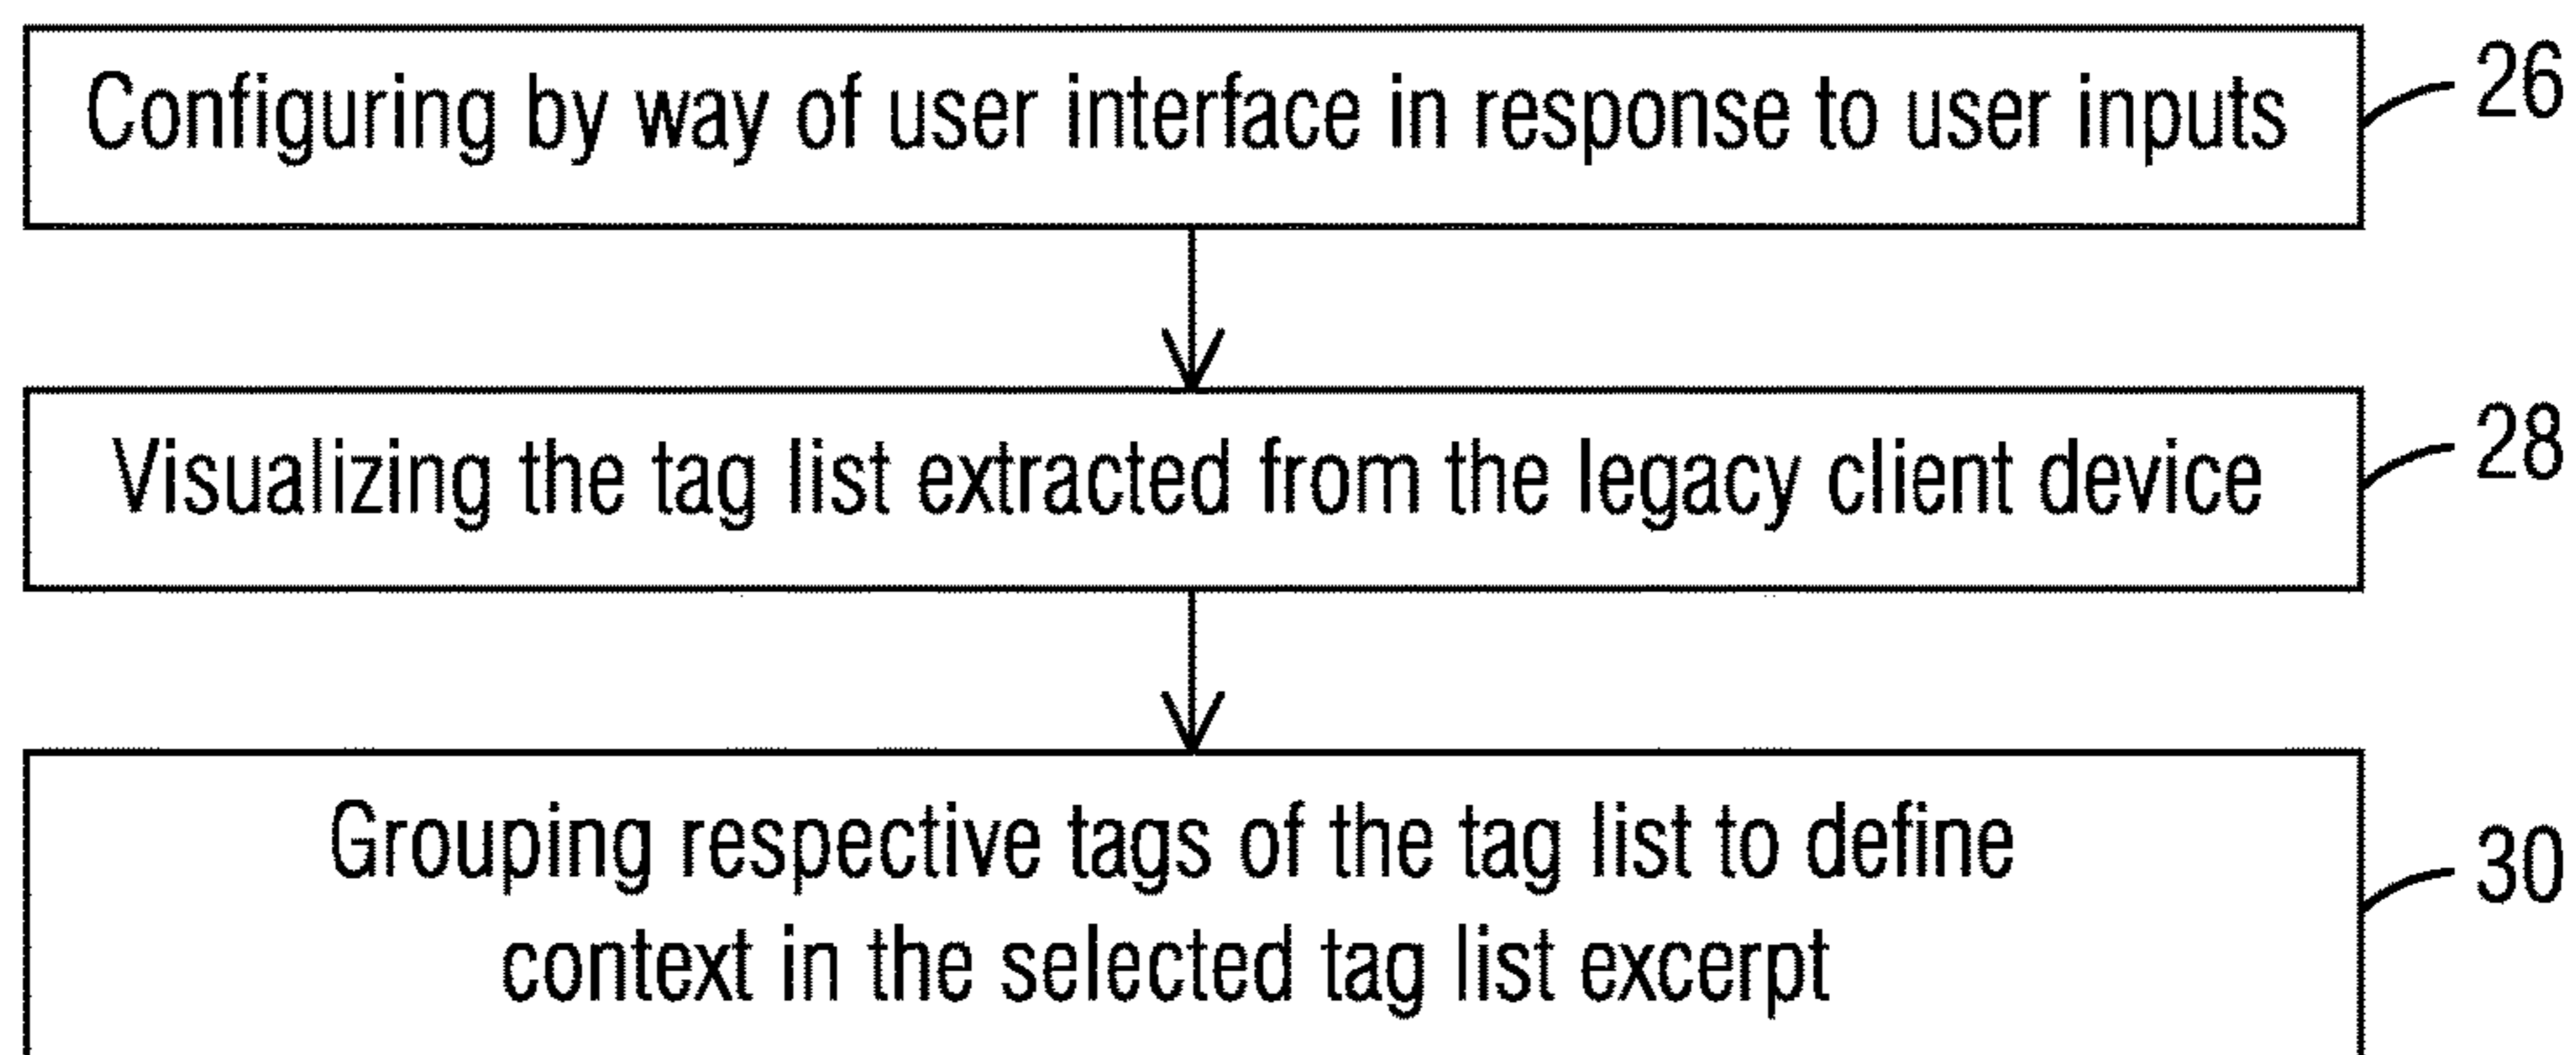 Configuring by way of user interface in response to user inputs
26
Visualizing the tag list extracted from the legacy client device
28
Grouping respective tags of the tag list to define
context in the selected tag list excerpt
30